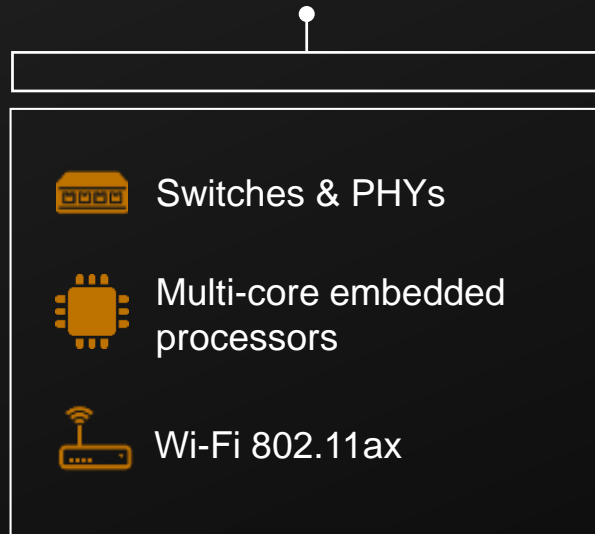 Switches & PHYs
Multi-core embedded
processors
Wi-Fi 802.11ax